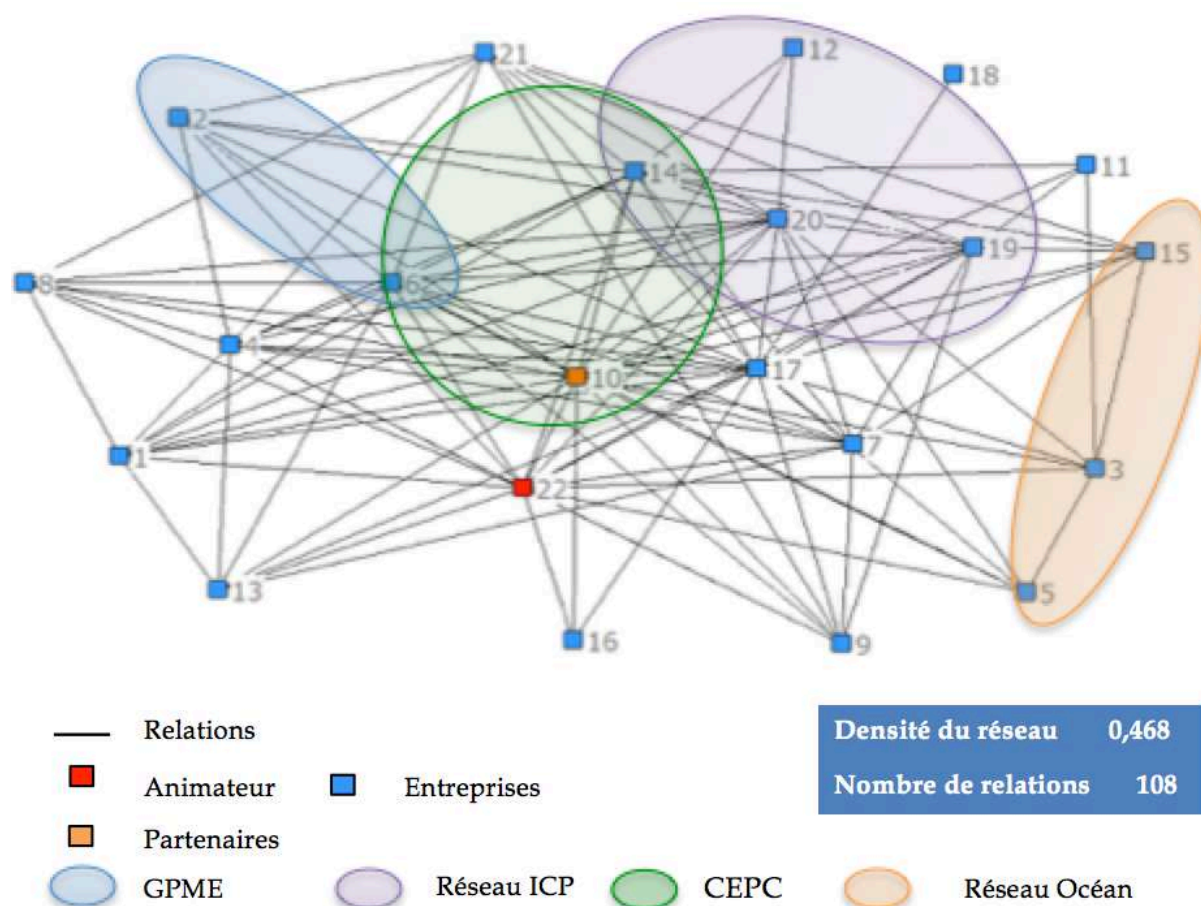 21
12
18
2
14
11
20
19
15
8
6
4
10
17
1
7
3
22
13
5
16
9
Relations
Animateur
Entreprises
Partenaires
Densité du réseau 0,468
Nombre de relations 108
GPME
Réseau ICP
CEPC
Réseau Océan